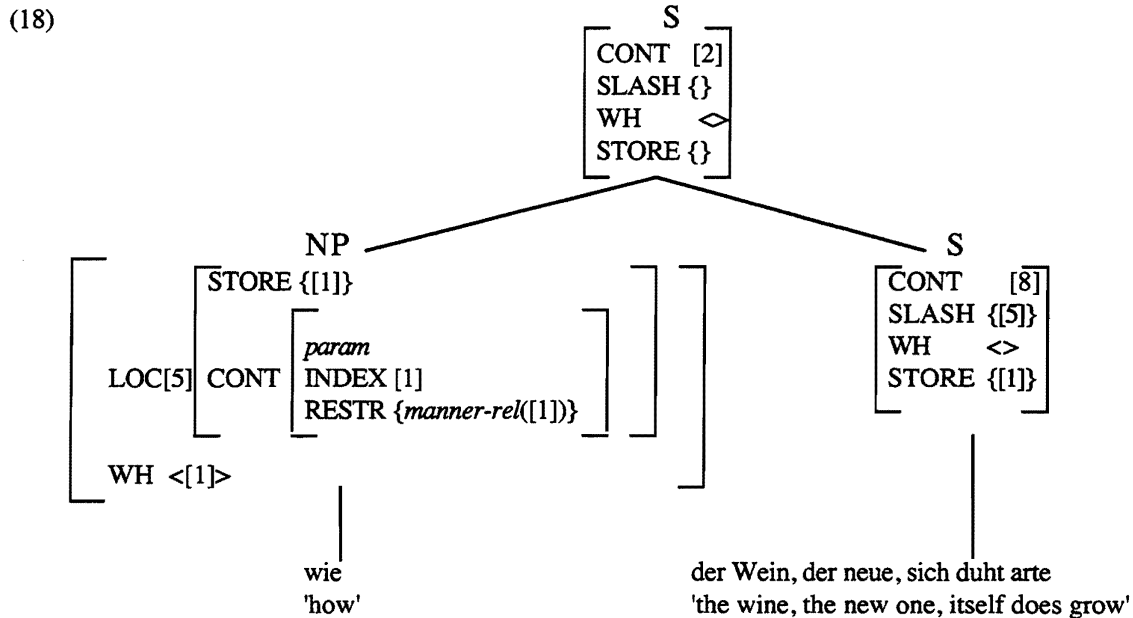 (18)
S
CONT [2]
SLASH {}
WH <>
STORE {}
NP
STORE {[1]}
param
LOC[5] CONT INDEX [1]
RESTR {manner-rel([1])}
WH <[1]>
S
CONT [8]
SLASH {[5]}
WH <>
STORE {[1]}
wie
'how'
der Wein, der neue, sich duht arte
'the wine, the new one, itself does grow'